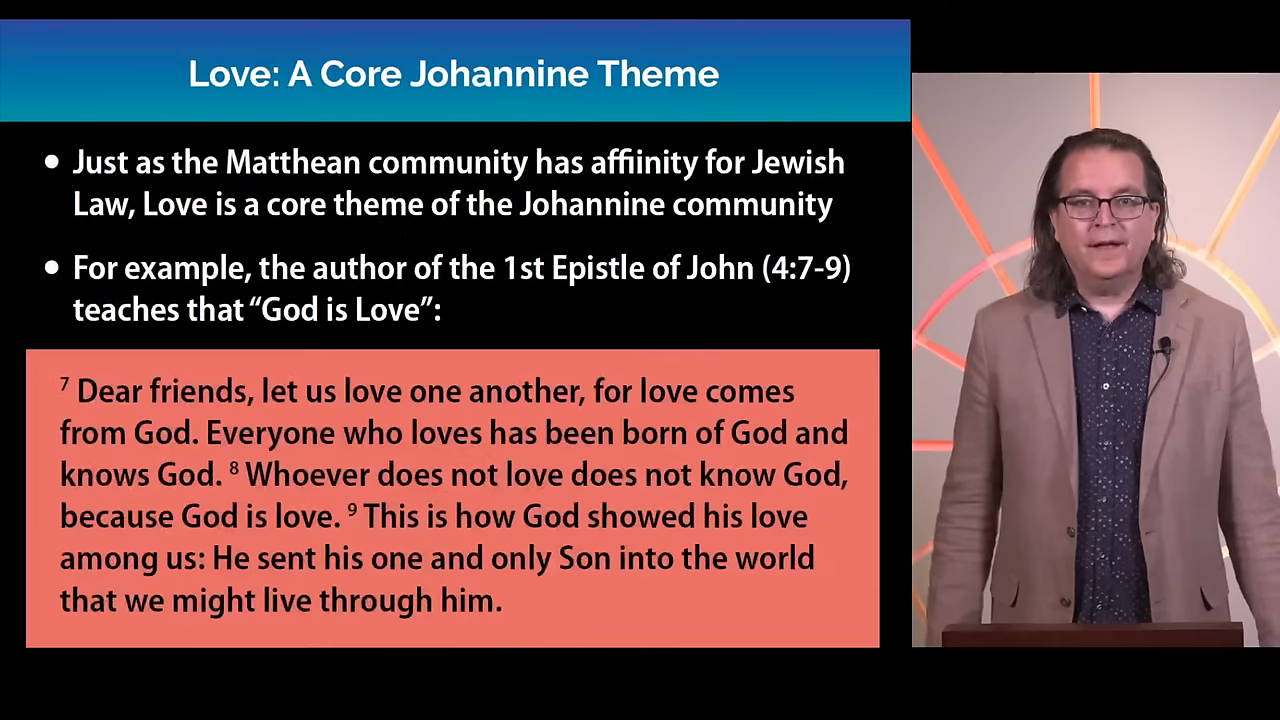 Love: A Core Johannine Theme
• Just as the Matthean community has affiinity for Jewish
Law, Love is a core theme of the Johannine community
• For example, the author of the 1st Epistle of John (4:7-9)
teaches that “God is Love”:
7 Dear friends, let us love one another, for love comes
from God. Everyone who loves has been born of God and
knows God. 8 Whoever does not love does not know God,
because God is love. 9 This is how God showed his love
among us: He sent his one and only Son into the world
that we might live through him.